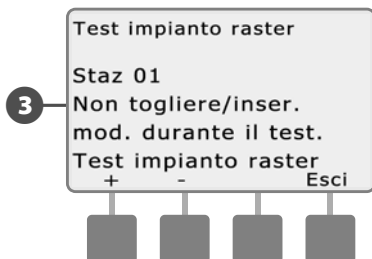 Test impianto raster
Staz 01
3
Non togliere/inser.
mod. durante il test.
Test impianto raster
+ - Esci